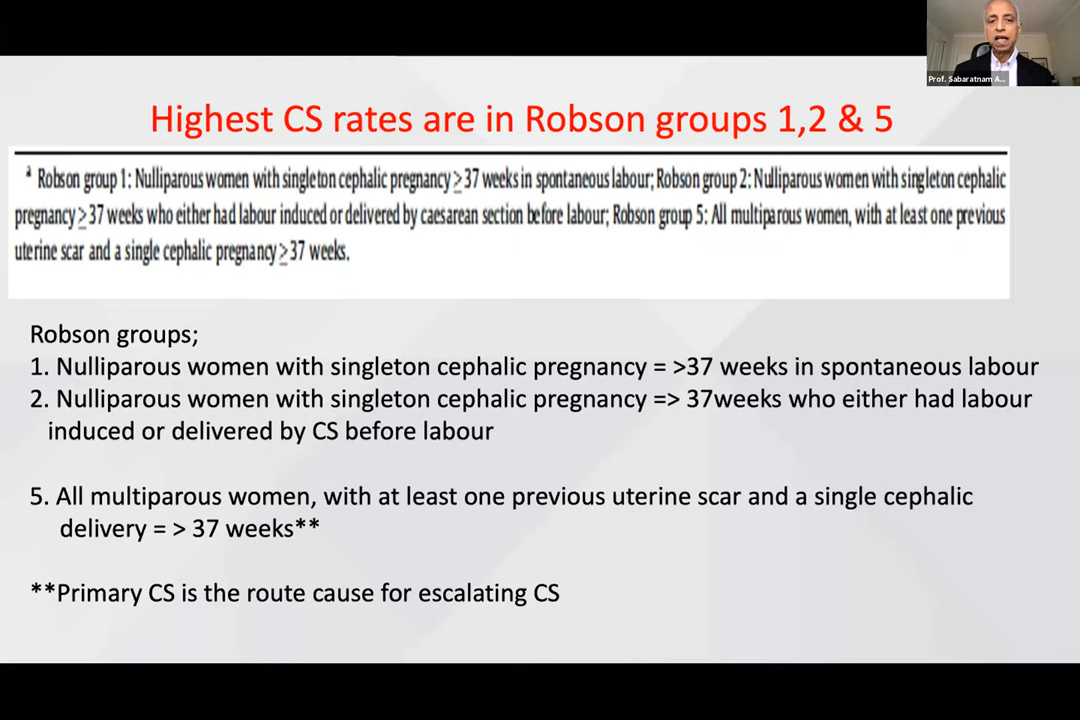 Prof. Sabaratnam A...
Highest CS rates are in Robson groups 1,2 & 5
a Robson group 1: Nulliparous women with singleton cephalic pregnancy ≥37 weeks in spontaneous labour; Robson group 2: Nulliparous women with singleton cephalic
pregnancy ≥37 weeks who either had labour induced or delivered by caesarean section before labour; Robson group 5: All multiparous women, with at least one previous
uterine scar and a single cephalic pregnancy ≥37 weeks.
Robson groups;
1. Nulliparous women with singleton cephalic pregnancy = >37 weeks in spontaneous labour
2. Nulliparous women with singleton cephalic pregnancy => 37weeks who either had labour
induced or delivered by CS before labour
5. All multiparous women, with at least one previous uterine scar and a single cephalic
delivery = > 37 weeks**
**Primary CS is the route cause for escalating CS